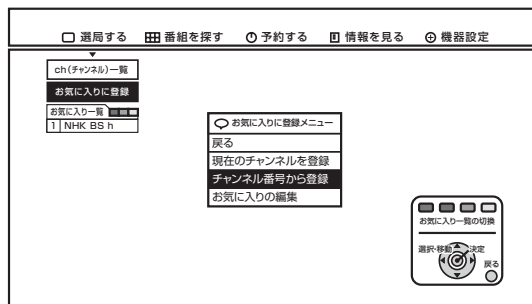 選局する 番組を探す 予約する 情報を見る 機器設定
ch(チャンネル)一覧
お気に入りに登録
お気に入り一覧
1 NHK BS h
お気に入りに登録メニュー
戻る
現在のチャンネルを登録
チャンネル番号から登録
お気に入りの編集
お気に入り一覧の切換
選択・移動 決定
戻る